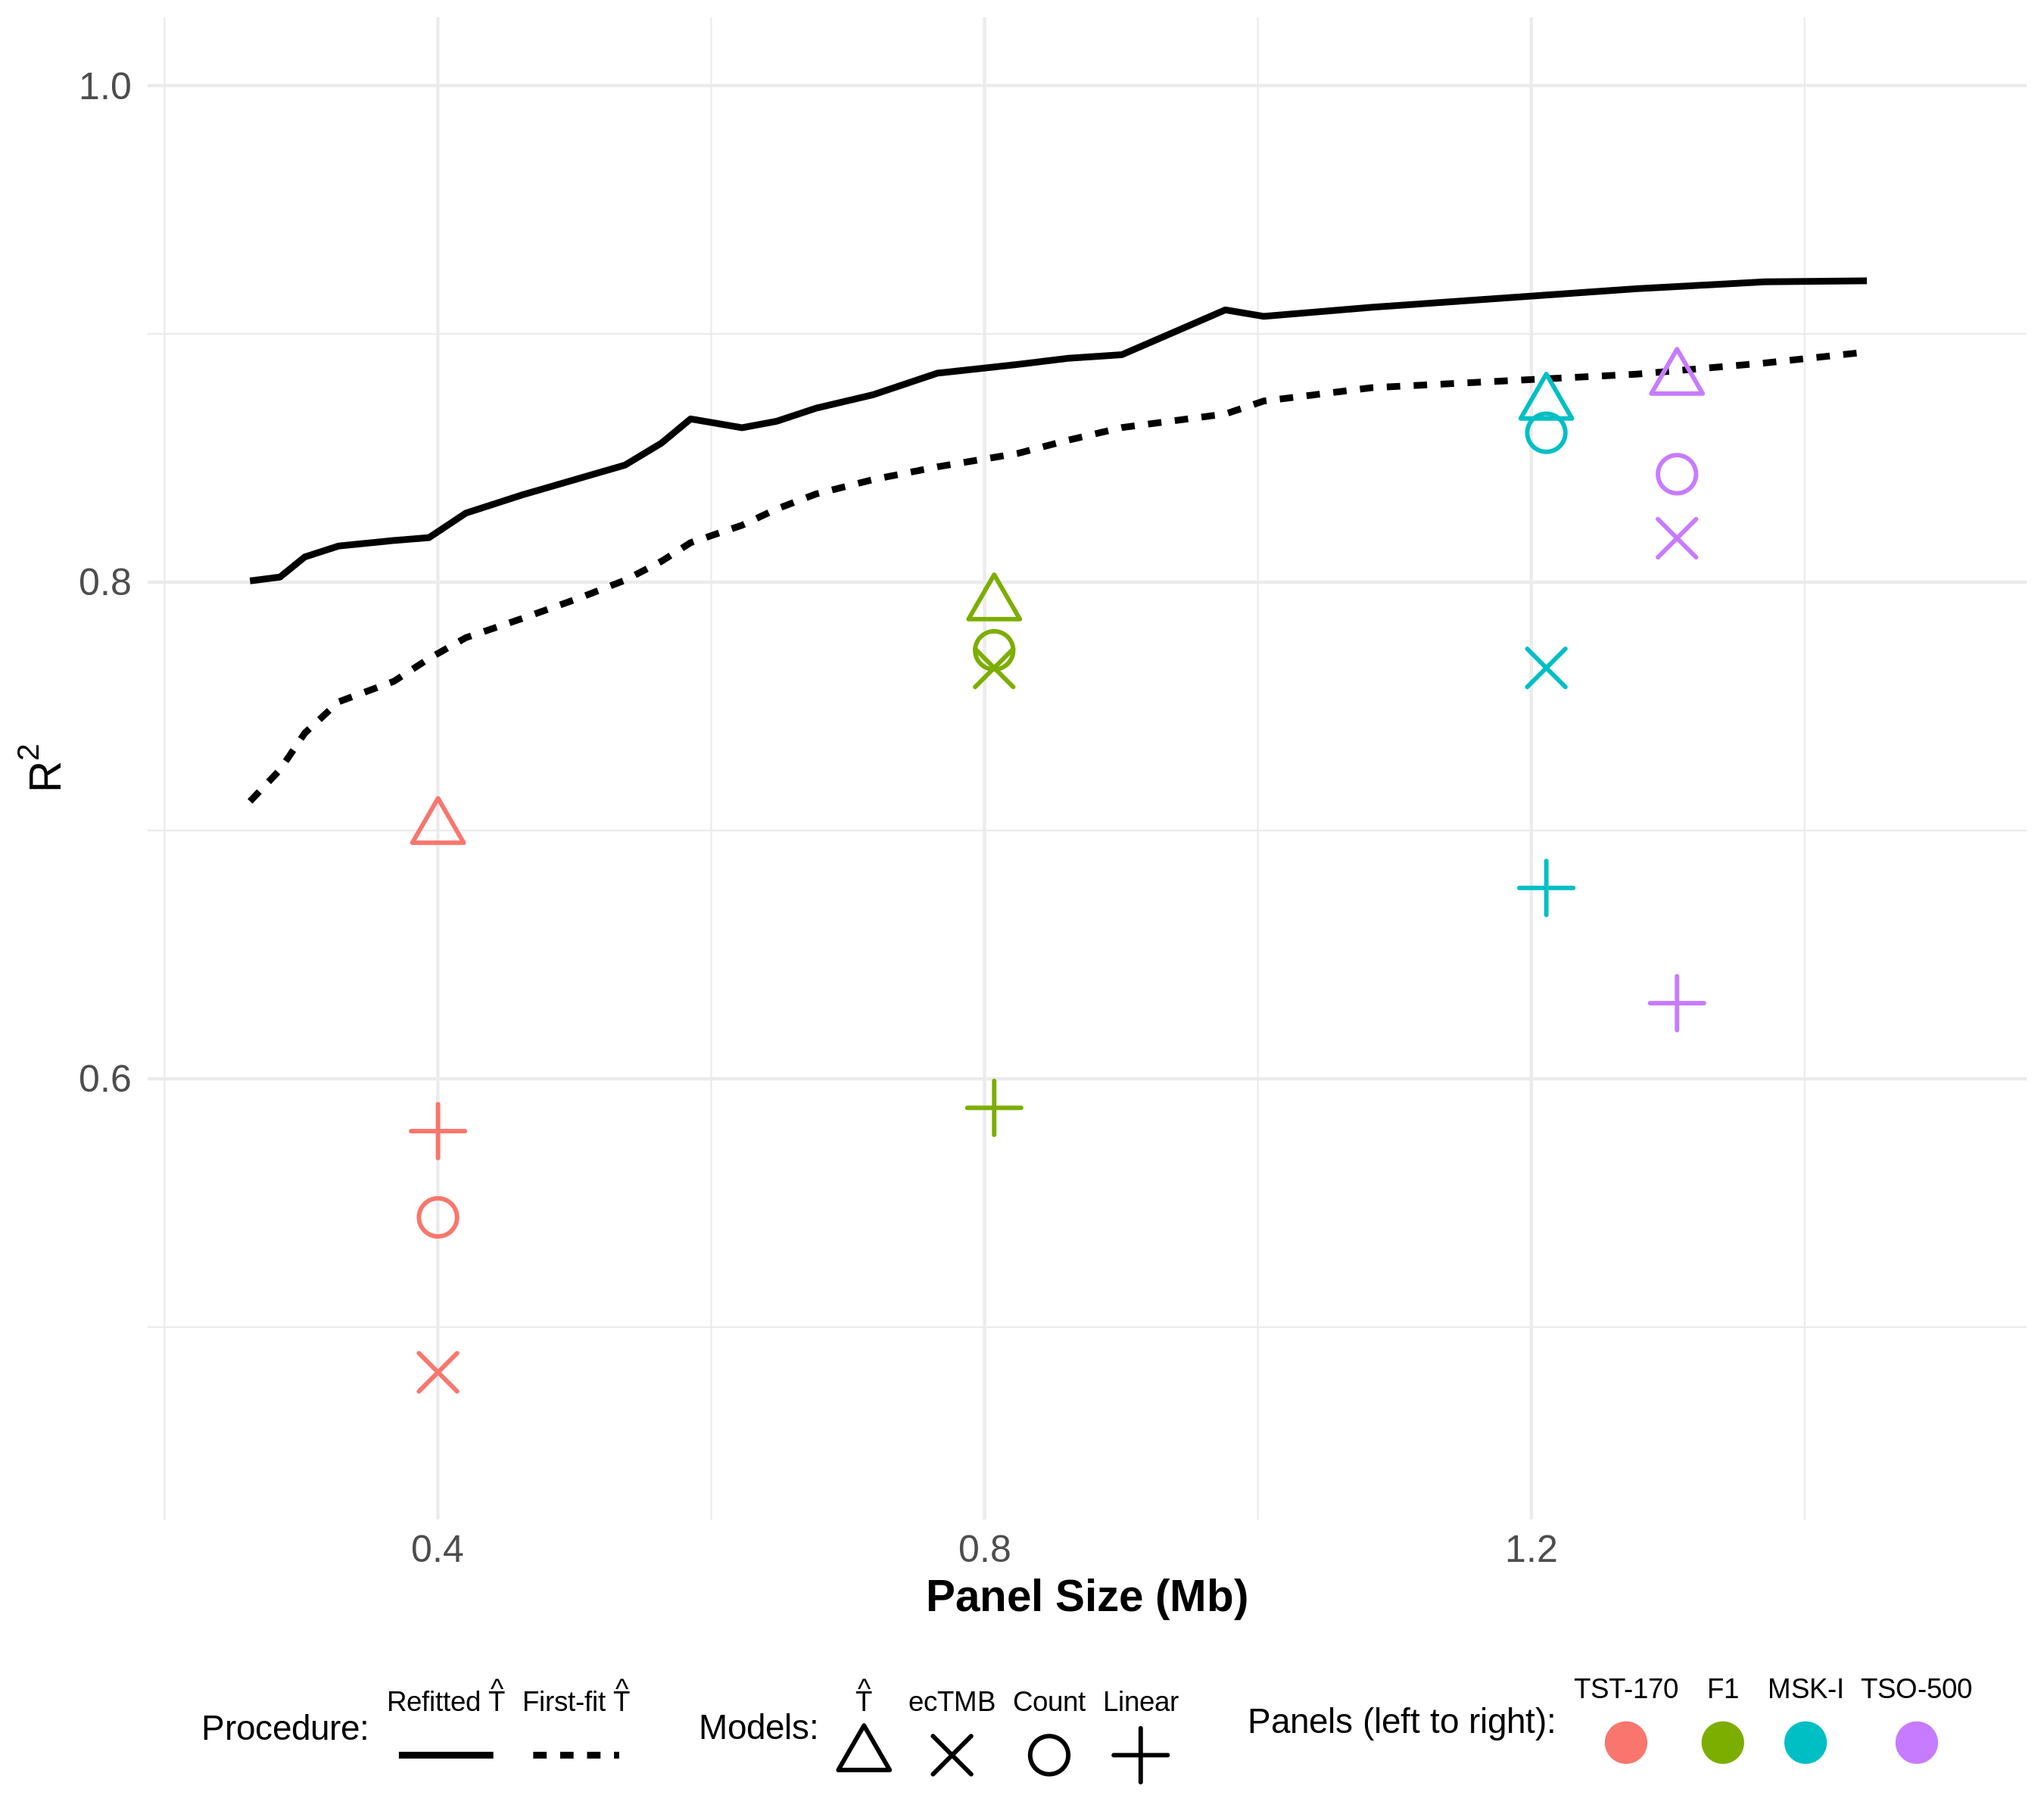 1.0
0.8
0.6
R²
0.4 0.8 1.2
Panel Size (Mb)
Procedure: Refitted T̂ First-fit T̂
Models: T̂ ecTMB Count Linear
Panels (left to right): TST-170 F1 MSK-I TSO-500